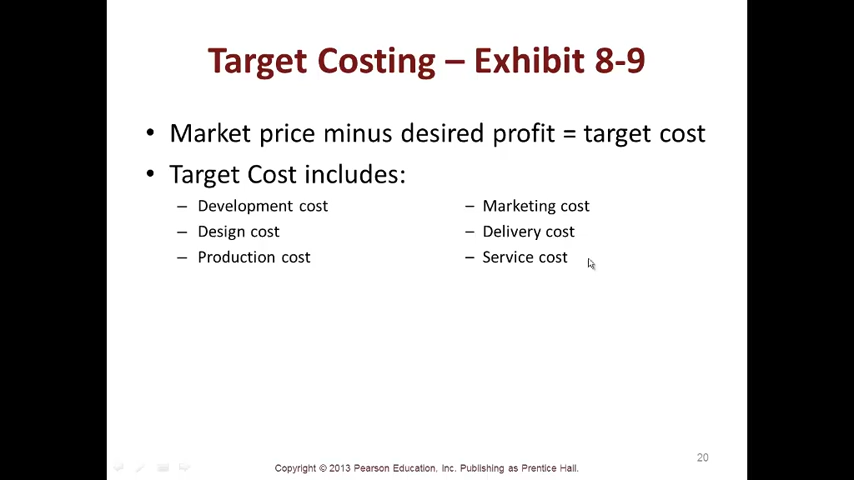 Target Costing – Exhibit 8-9
• Market price minus desired profit = target cost
• Target Cost includes:
– Development cost
– Design cost
– Production cost
– Marketing cost
– Delivery cost
– Service cost
20
Copyright © 2013 Pearson Education, Inc. Publishing as Prentice Hall.